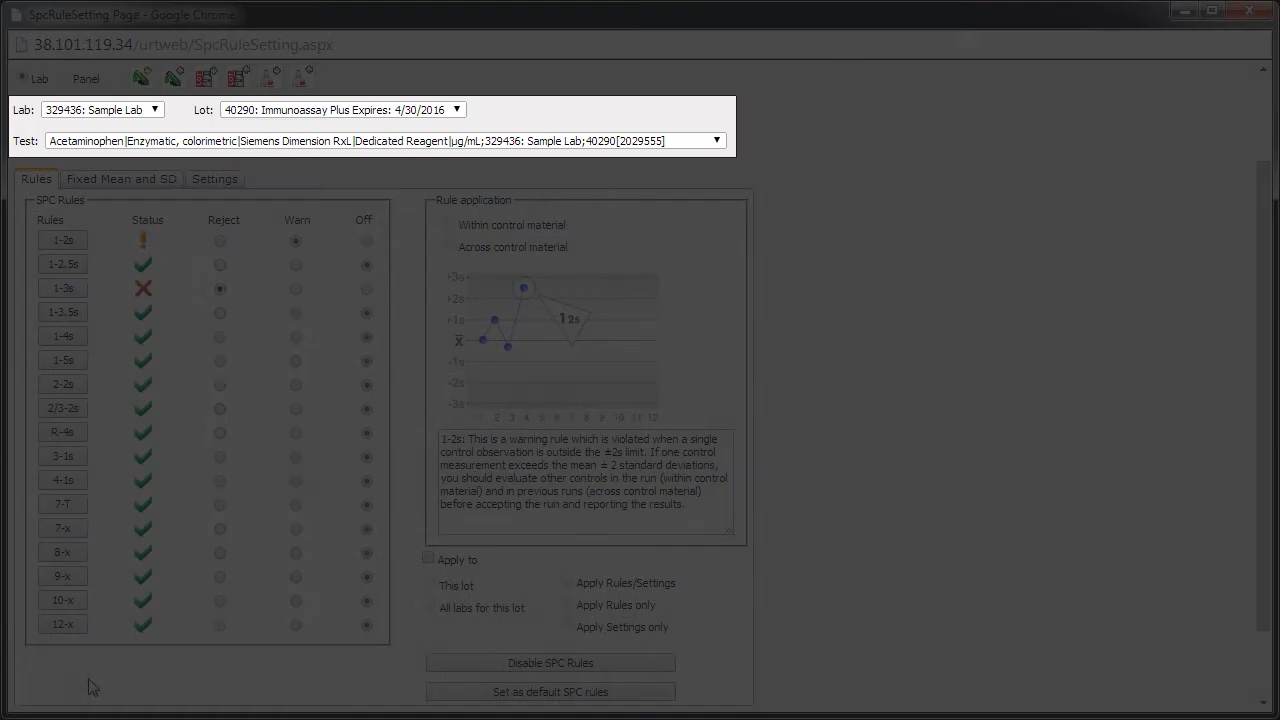 SpcRuleSetting Page - Google Chrome
38.101.119.34/urtweb/SpcRuleSetting.aspx
Lab Panel
Lab: 329436: Sample Lab Lot: 40290: Immunoassay Plus Expires: 4/30/2016
Test: Acetaminophen|Enzymatic, colorimetric|Siemens Dimension RxL|Dedicated Reagent|µg/mL;329436: Sample Lab;40290[2029555]
Rules Fixed Mean and SD Settings
SPC Rules
Rules Status Reject Warn Off
1-2s
1-2.5s
1-3s
1-3.5s
1-4s
1-5s
2-2s
2/3-2s
R-4s
3-1s
4-1s
7-T
7-x
8-x
9-x
10-x
12-x
Rule application
Within control material
Across control material
+3s
+2s
+1s
x̄
-1s
-2s
-3s
1 2s
1 2 3 4 5 6 7 8 9 10 11 12
1-2s: This is a warning rule which is violated when a single
control observation is outside the ±2s limit. If one control
measurement exceeds the mean ± 2 standard deviations,
you should evaluate other controls in the run (within control
material) and in previous runs (across control material)
before accepting the run and reporting the results.
Apply to
This lot
All labs for this lot
Apply Rules/Settings
Apply Rules only
Apply Settings only
Disable SPC Rules
Set as default SPC rules